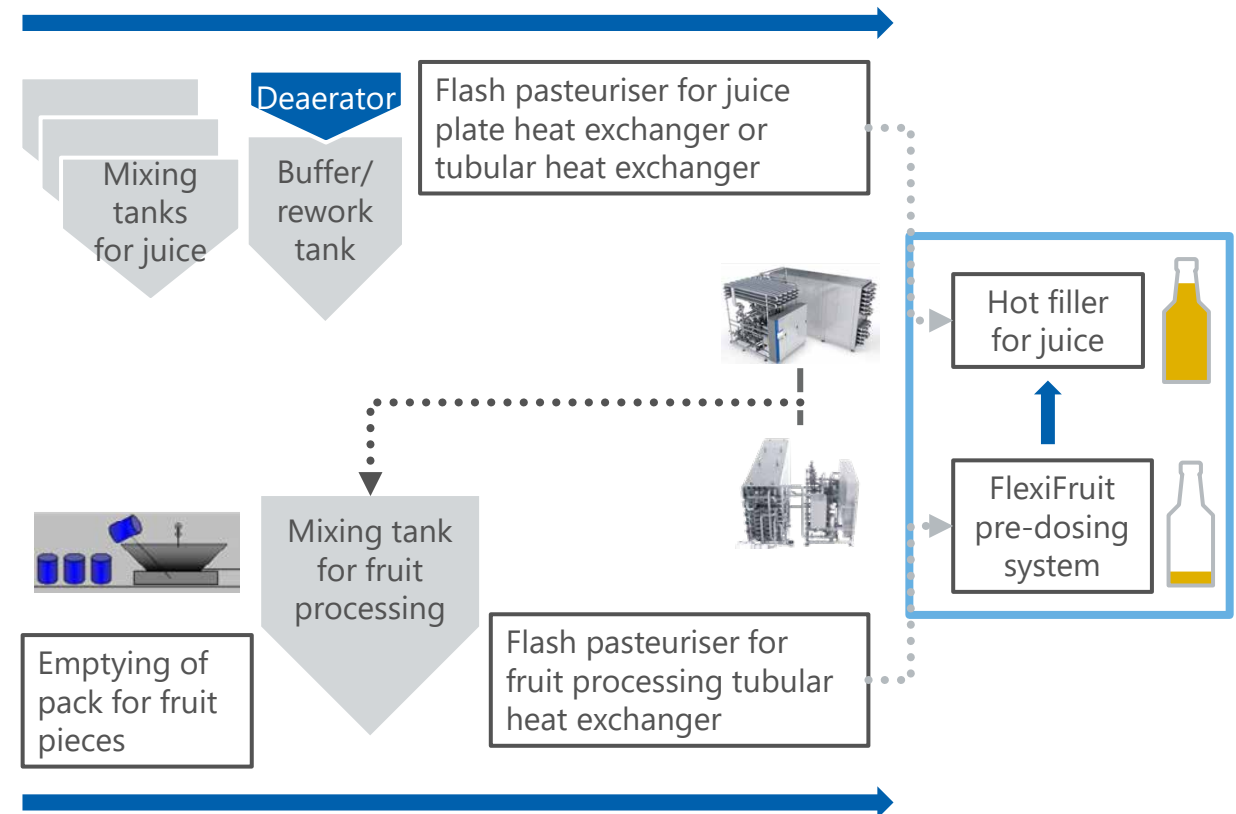 Deaerator
Flash pasteuriser for juice
plate heat exchanger or
tubular heat exchanger
Mixing
tanks
for juice
Buffer/
rework
tank
Hot filler
for juice
FlexiFruit
pre-dosing
system
Mixing tank
for fruit
processing
Emptying of
pack for fruit
pieces
Flash pasteuriser for
fruit processing tubular
heat exchanger